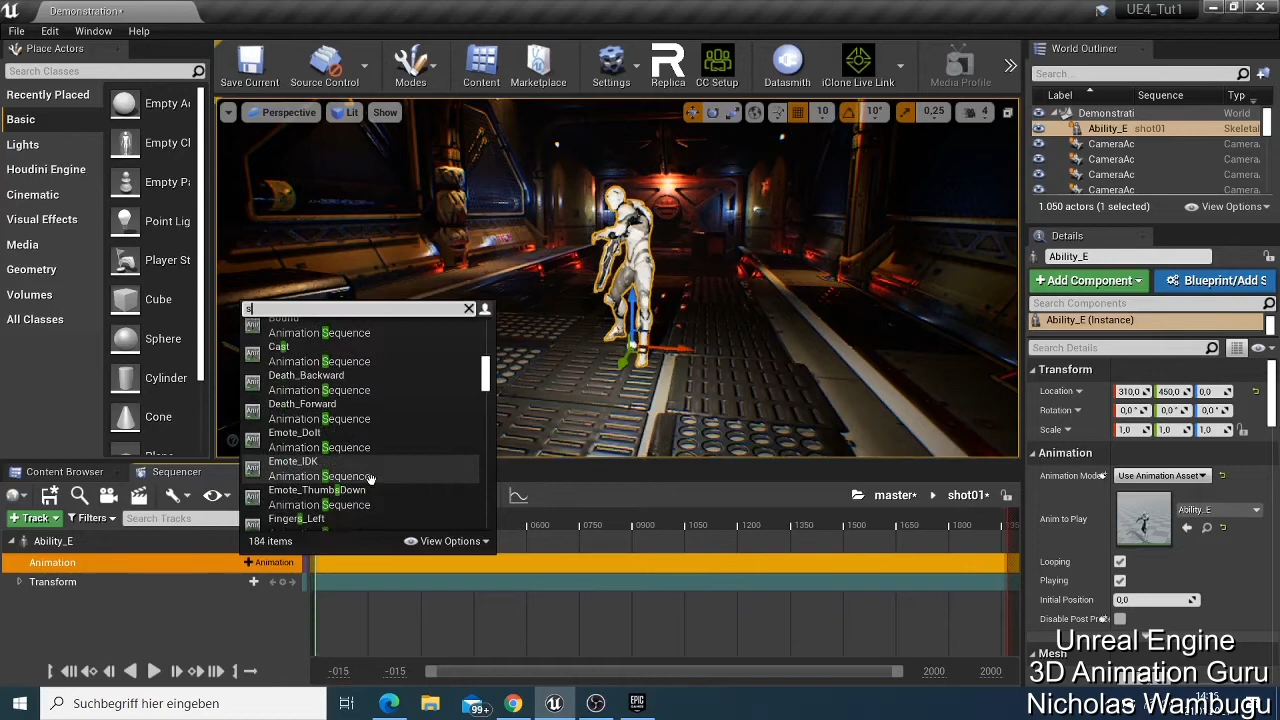 Demonstration*
UE4_Tut1
File Edit Window Help
Place Actors
Search Classes
Recently Placed
Basic
Lights
Houdini Engine
Cinematic
Visual Effects
Media
Geometry
Volumes
All Classes
Empty Ac
Empty Ch
Empty Pa
Point Lig
Player St
Cube
Sphere
Cylinder
Cone
Save Current
Source Control
Modes
Content
Marketplace
Settings
Replica
CC Setup
Datasmith
iClone Live Link
Media Profile
Perspective Lit Show
10 10° 0,25 4
s
Animation Sequence
Cast
Animation Sequence
Death_Backward
Animation Sequence
Death_Forward
Animation Sequence
Emote_DoIt
Animation Sequence
Emote_IDK
Animation Sequence
Emote_ThumbsDown
Animation Sequence
Fingers_Left
184 items
View Options
World Outliner
Search...
Label Sequence Typ
Demonstrati World
Ability_E shot01 Skeletal
CameraAc Camera
CameraAc Camera
CameraAc Camera
CameraAc Camera
1.050 actors (1 selected)
View Options
Details
Ability_E
+Add Component
Blueprint/Add S
Search Components
Ability_E (Instance)
Search Details
Transform
Location 310,0 450,0 0,0
Rotation 0,0 ° 0,0 ° 0,0 °
Scale 1,0 1,0 1,0
Animation
Animation Mode Use Animation Asset
Anim to Play Ability_E
Looping
Playing
Initial Position 0,0
Disable Post Proc
Mesh
Content Browser
Sequencer
master* shot01*
+ Track
Filters
Search Tracks
0600 0750 0900 1050 1200 1350 1500 1650 1800 195
Ability_E
Animation
+ Animation
Transform
-015 -015 2000 2000
Unreal Engine
3D Animation Guru
Nicholas Wambugu
Suchbegriff hier eingeben
99+
14:15